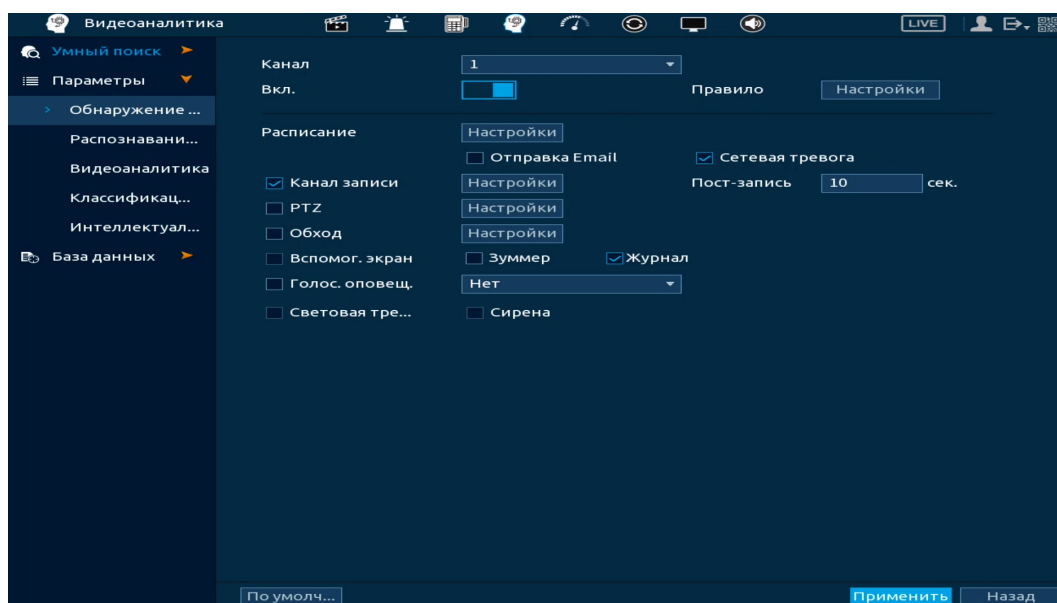 Видеоаналитика
LIVE
Умный поиск
Параметры
Обнаружение ...
Распознавани...
Видеоаналитика
Классификац...
Интеллектуал...
База данных
Канал 1
Вкл. Правило Настройки
Расписание Настройки
Отправка Email Сетевая тревога
Канал записи Настройки Пост-запись 10 сек.
PTZ Настройки
Обход Настройки
Вспомог. экран Зуммер Журнал
Голос. оповещ. Нет
Световая тре... Сирена
По умолч... Применить Назад